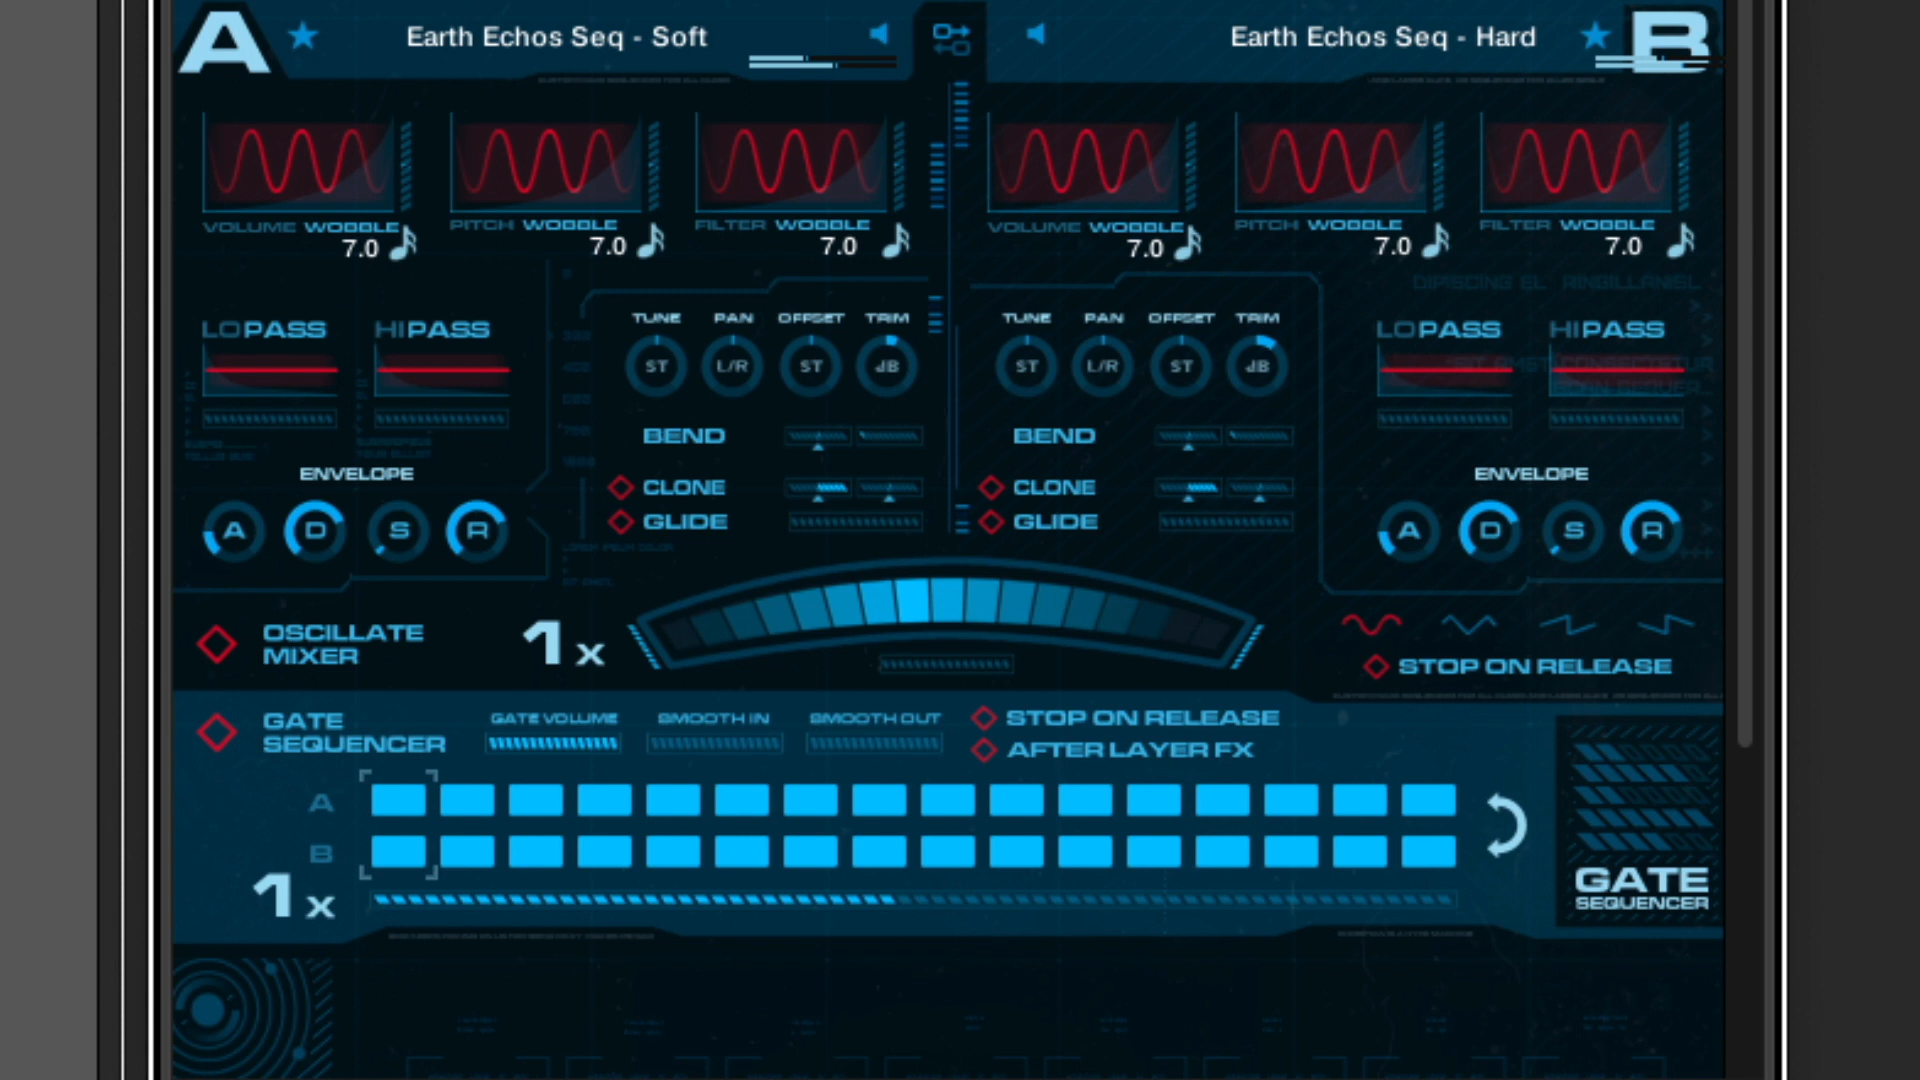 A
Earth Echos Seq - Soft
Earth Echos Seq - Hard
B
VOLUME WOBBLE
7.0
PITCH WOBBLE
7.0
FILTER WOBBLE
7.0
VOLUME WOBBLE
7.0
PITCH WOBBLE
7.0
FILTER WOBBLE
7.0
LOPASS
HIPASS
TUNE PAN OFFSET TRIM
ST L/R ST dB
BEND
CLONE
GLIDE
ENVELOPE
A D S R
TUNE PAN OFFSET TRIM
ST L/R ST dB
BEND
CLONE
GLIDE
LOPASS
HIPASS
ENVELOPE
A D S R
OSCILLATE
MIXER
1 x
STOP ON RELEASE
GATE
SEQUENCER
GATE VOLUME
SMOOTH IN
SMOOTH OUT
STOP ON RELEASE
AFTER LAYER FX
A
B
1 x
GATE
SEQUENCER